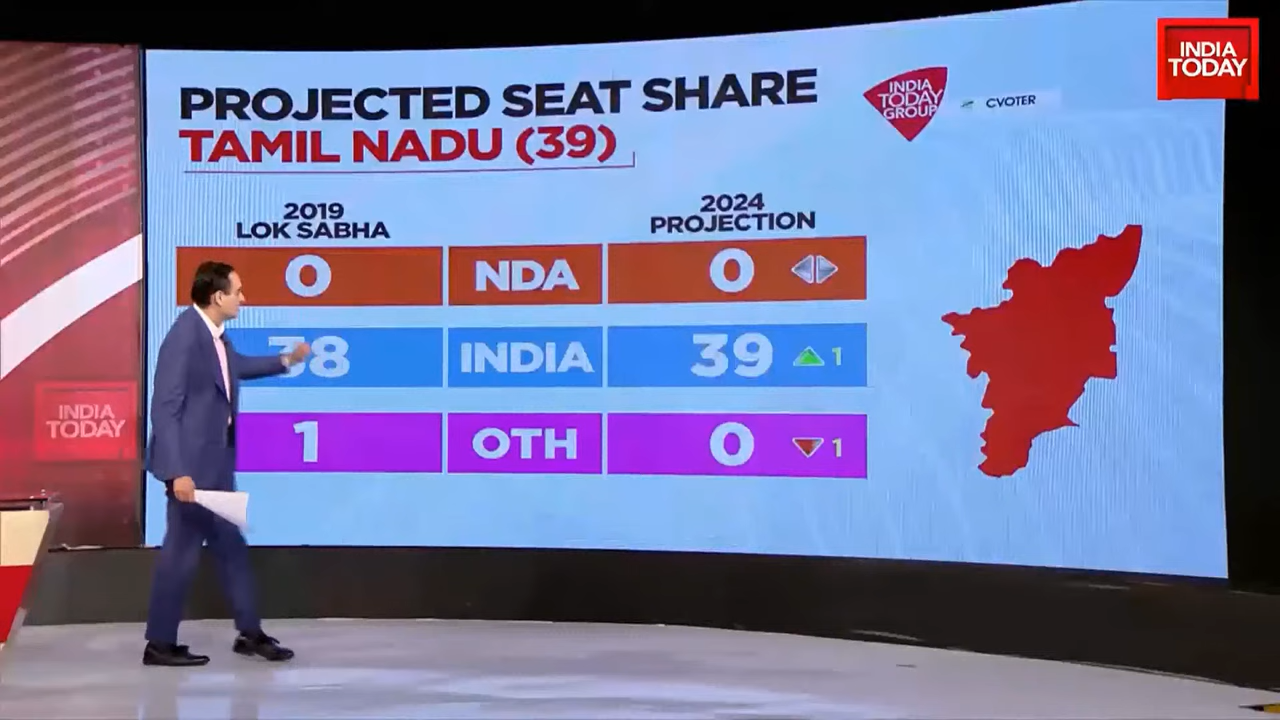 INDIA
TODAY
PROJECTED SEAT SHARE
TAMIL NADU (39)
INDIA
TODAY
GROUP
CVOTER
2019
LOK SABHA
2024
PROJECTION
0 NDA 0
38 INDIA 39 1
1 OTH 0 1
INDIA
TODAY